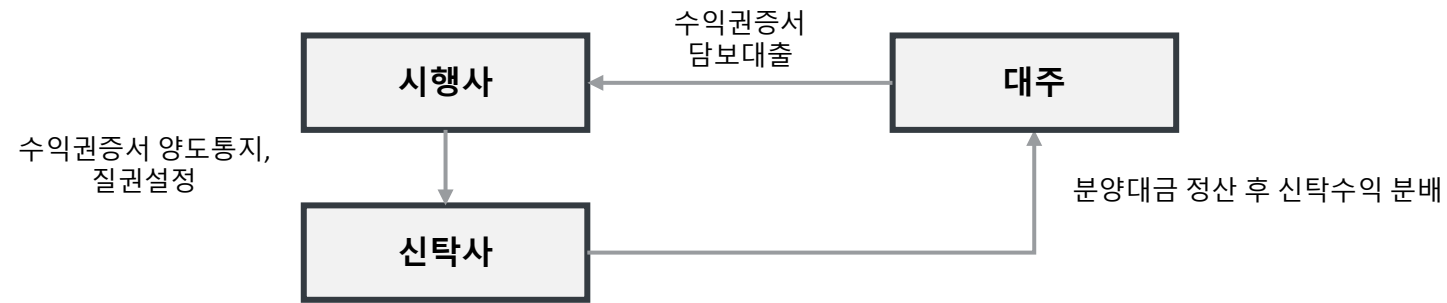 수익권증서
담보대출
시행사
대주
수익권증서 양도통지,
질권설정
분양대금 정산 후 신탁수익 분배
신탁사